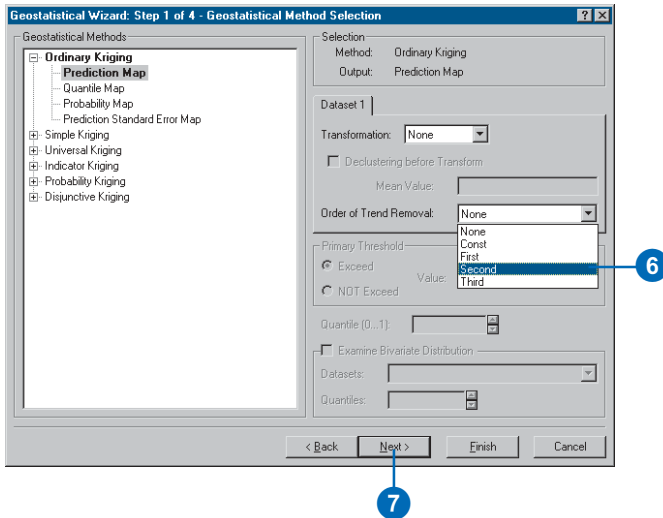 Geostatistical Wizard: Step 1 of 4 - Geostatistical Method Selection
Geostatistical Methods
Ordinary Kriging
Prediction Map
Quantile Map
Probability Map
Prediction Standard Error Map
Simple Kriging
Universal Kriging
Indicator Kriging
Probability Kriging
Disjunctive Kriging
Selection
Method: Ordinary Kriging
Output: Prediction Map
Dataset 1
Transformation: None
Declustering before Transform
Mean Value:
Order of Trend Removal: None
None
Const
First
Second
Third
6
Primary Threshold
Exceed
Value:
NOT Exceed
Quantile (0...1):
Examine Bivariate Distribution
Datasets:
Quantiles:
< Back Next > Finish Cancel
7